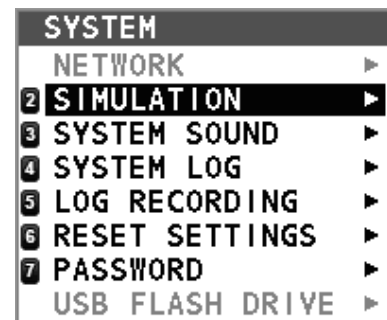 SYSTEM
NETWORK
2 SIMULATION
3 SYSTEM SOUND
4 SYSTEM LOG
5 LOG RECORDING
6 RESET SETTINGS
7 PASSWORD
USB FLASH DRIVE